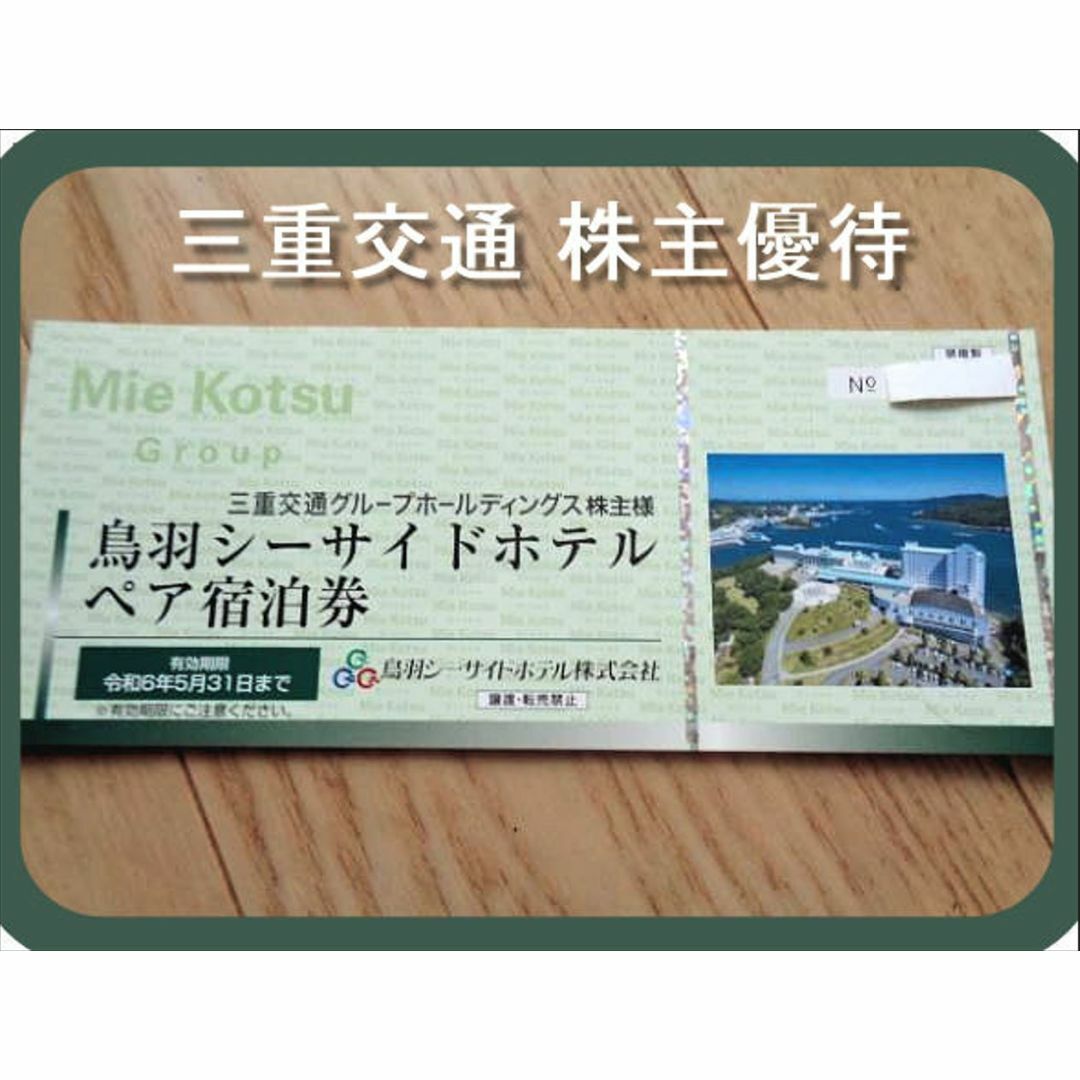 三重交通 株主優待
Mie Kotsu
Group
三重交通グループホールディングス株主様
鳥羽シーサイドホテル
ペア宿泊券
有効期限
令和6年5月31日まで
※有効期限にご注意ください。
GGG 鳥羽シーサイドホテル株式会社
譲渡・転売禁止
№